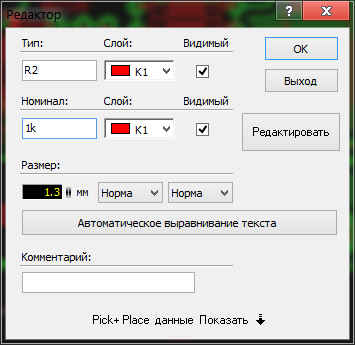 Редактор
Тип: Слой: Видимый OK
R2 K1
Выход
Номинал: Слой: Видимый
1k K1
Редактировать
Размер:
1.3 мм Норма Норма
Автоматическое выравнивание текста
Комментарий:
Pick+ Place данные Показать